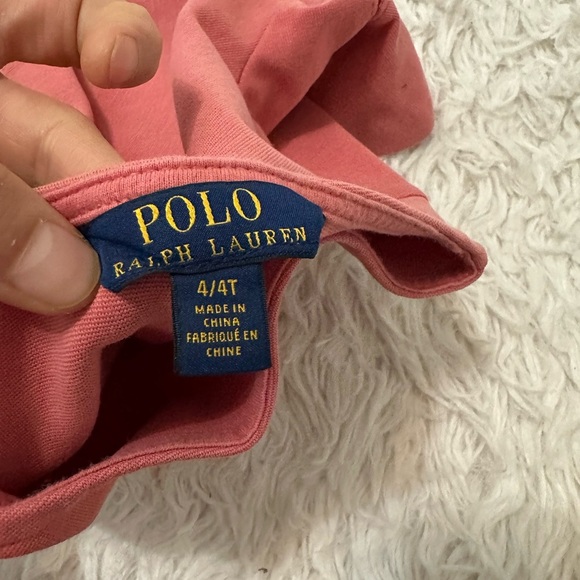 POLO
RALPH LAUREN
4/4T
MADE IN
CHINA
FABRIQUÉ EN
CHINE